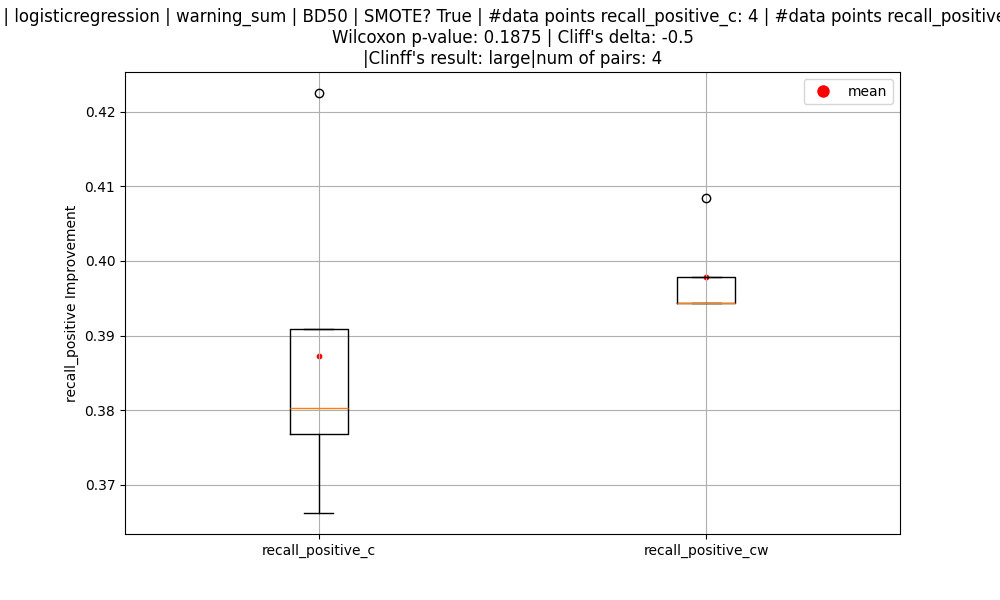 | logisticregression | warning_sum | BD50 | SMOTE? True | #data points recall_positive_c: 4 | #data points
Wilcoxon p-value: 0.1875 | Cliff's delta: -0.5
|Clinff's result: large|num of pairs: 4
mean
0.42
0.41
0.40
0.39
0.38
0.37
recall_positive Improvement
recall_positive_c
recall_positive_cw